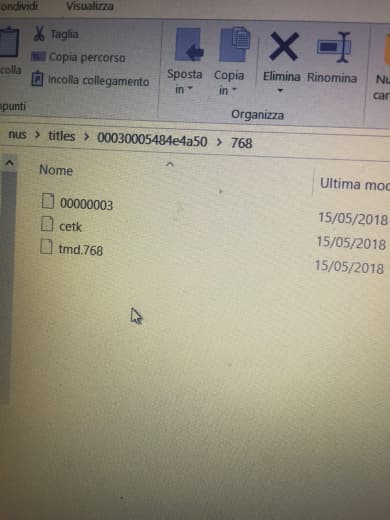 ondividi Visualizza
Taglia
Copia percorso
Incolla collegamento
colla
punti
Sposta in
Copia in
Elimina
Rinomina
Nu
car
Organizza
nus > titles > 00030005484e4a50 > 768
Nome Ultima mod
00000003 15/05/2018
cetk 15/05/2018
tmd.768 15/05/2018